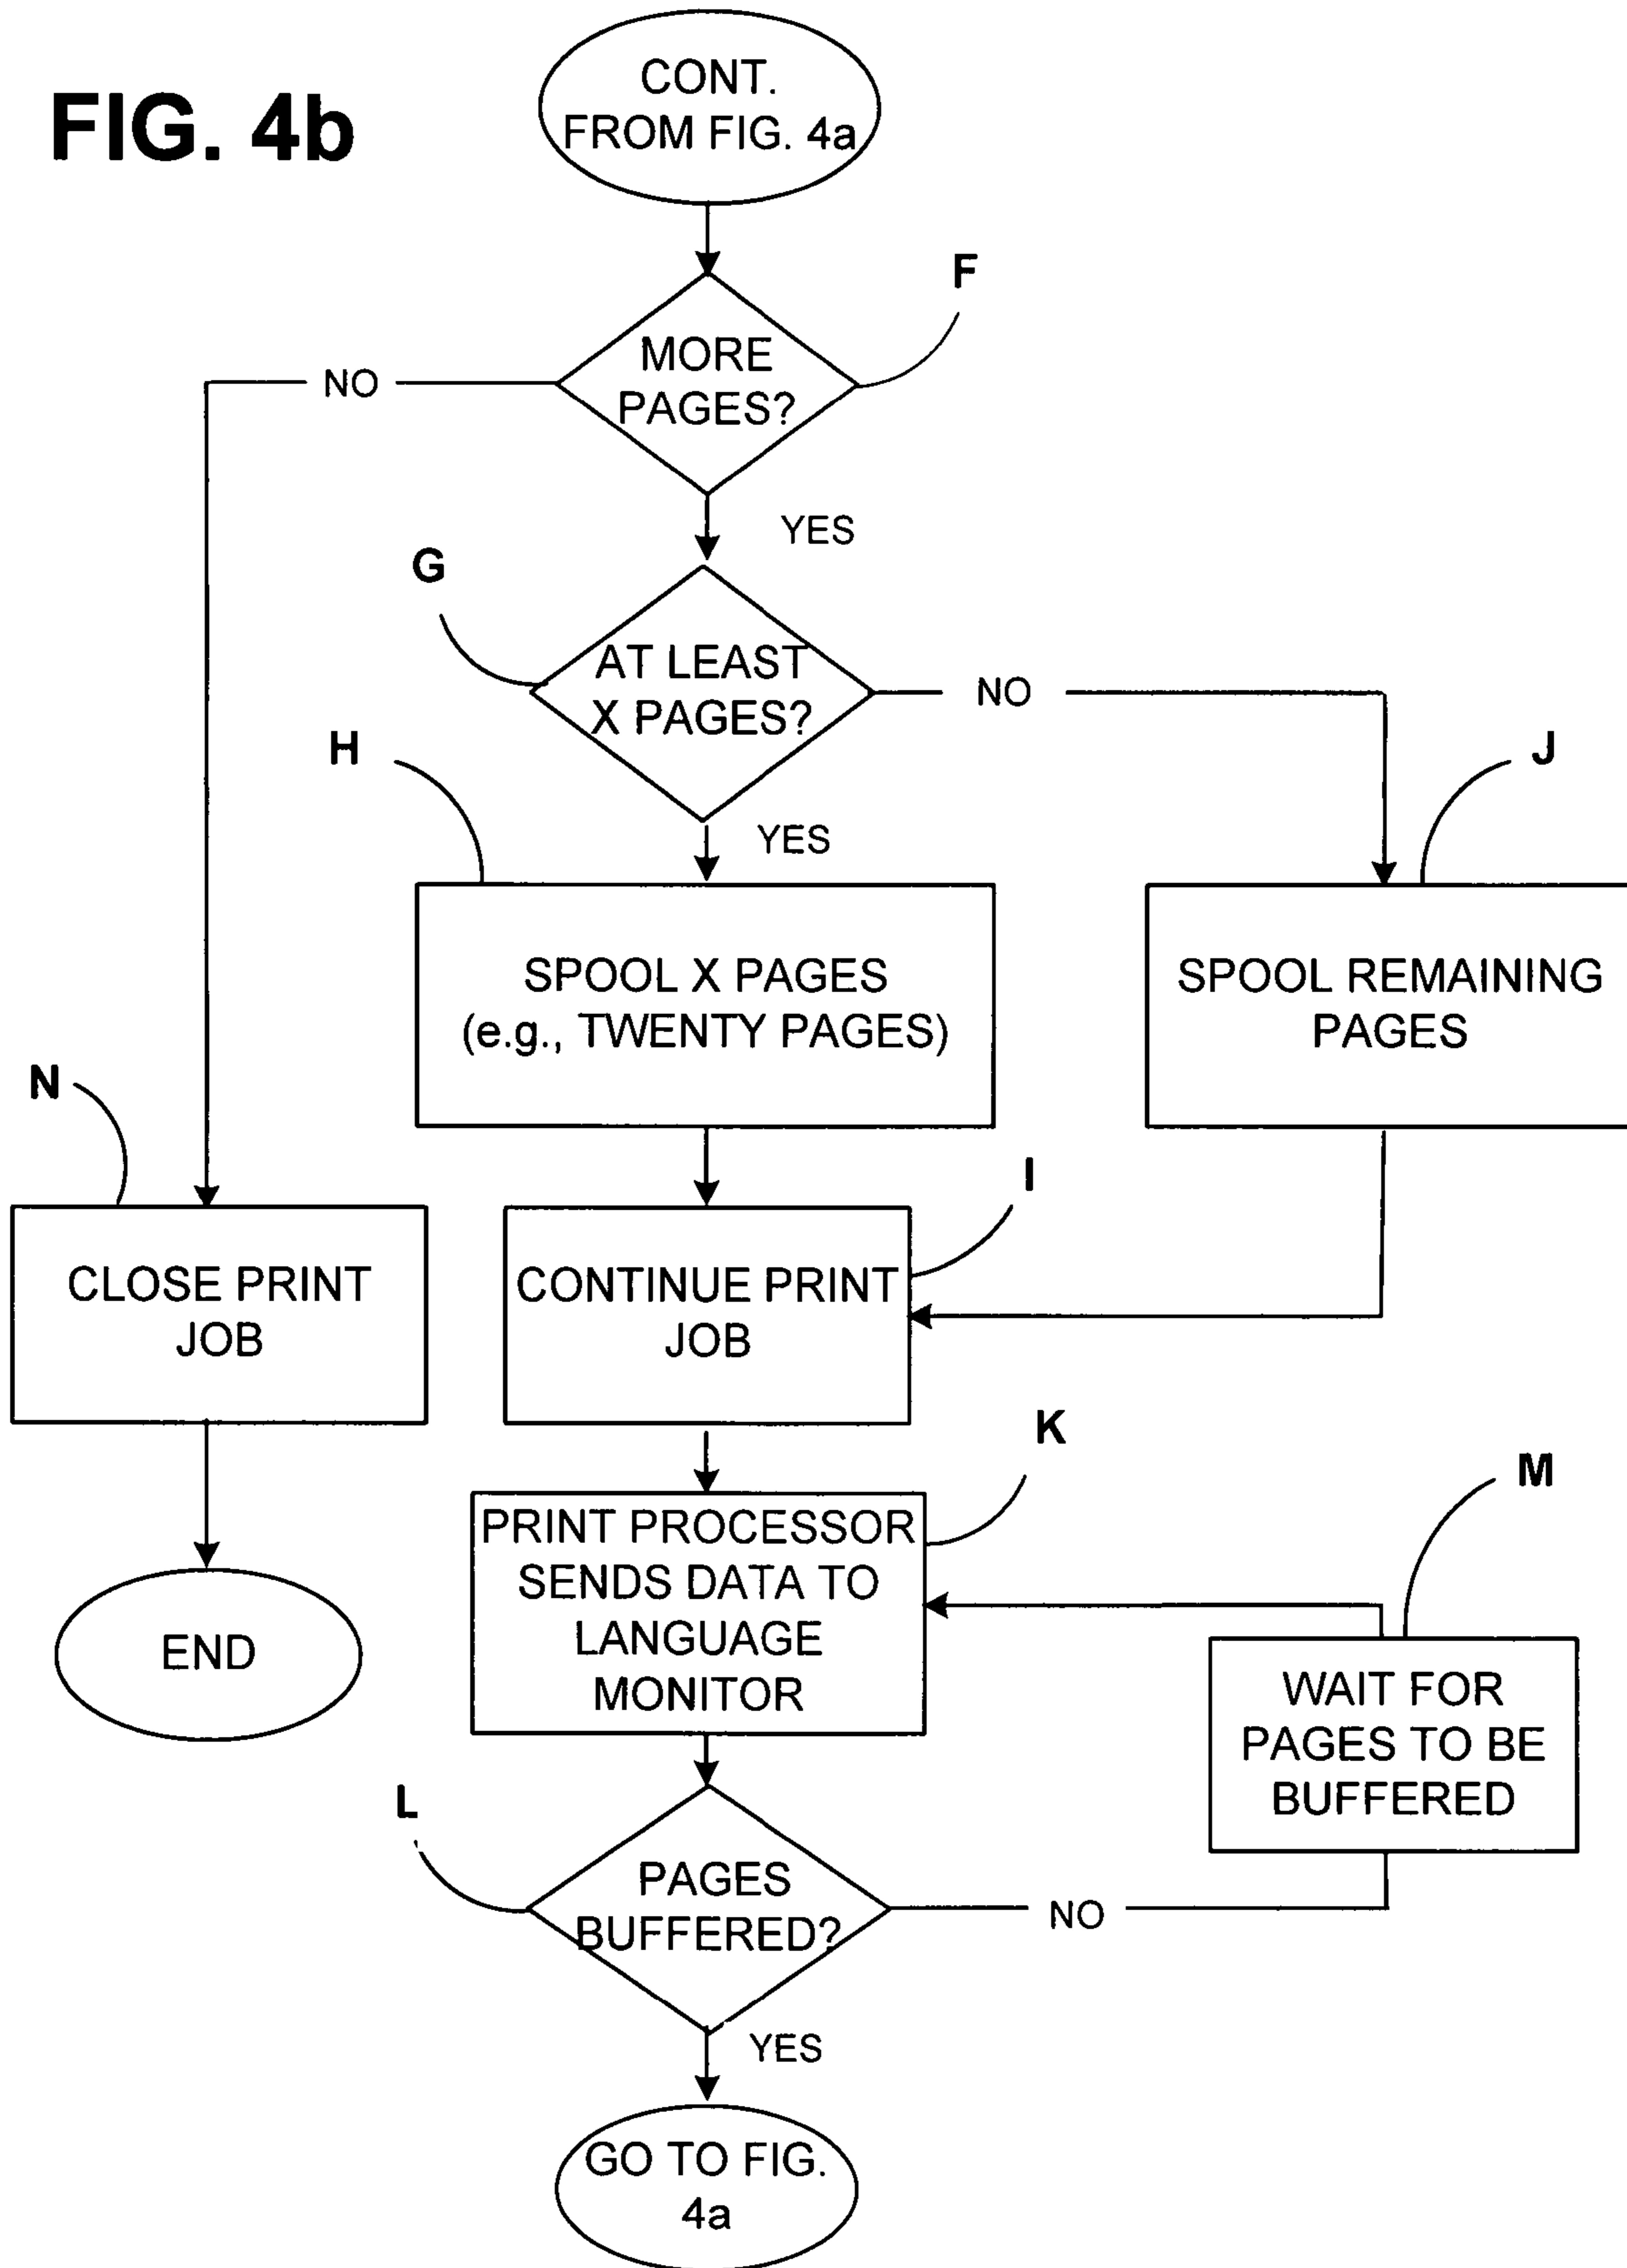 FIG. 4b
CONT.
FROM FIG. 4a
F
MORE
PAGES?
NO
YES
G
AT LEAST
X PAGES?
NO
H
J
YES
SPOOL X PAGES
(e.g., TWENTY PAGES)
SPOOL REMAINING
PAGES
N
I
CLOSE PRINT
JOB
CONTINUE PRINT
JOB
K
M
PRINT PROCESSOR
SENDS DATA TO
LANGUAGE
MONITOR
END
WAIT FOR
PAGES TO BE
BUFFERED
L
PAGES
BUFFERED?
NO
YES
GO TO FIG.
4a